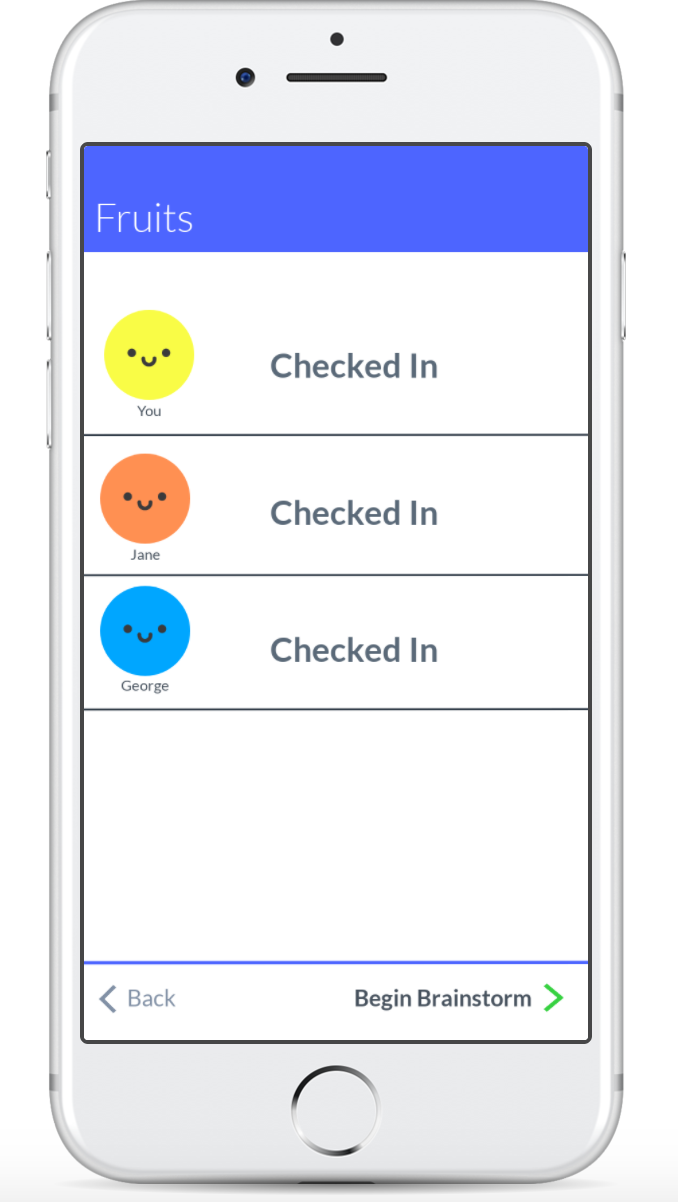 Fruits
Checked In
You
Checked In
Jane
Checked In
George
Back
Begin Brainstorm